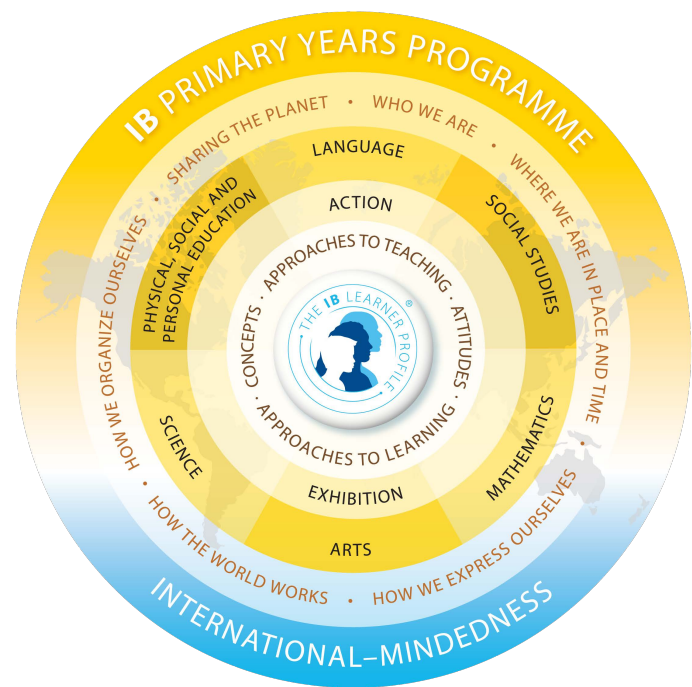 IB PRIMARY YEARS PROGRAMME
SHARING THE PLANET
•
WHO WE ARE
•
WHERE WE ARE IN PLACE AND TIME
•
HOW WE EXPRESS OURSELVES
•
HOW THE WORLD WORKS
•
HOW WE ORGANIZE OURSELVES
•
LANGUAGE
SOCIAL STUDIES
MATHEMATICS
ARTS
SCIENCE
PHYSICAL, SOCIAL AND
PERSONAL EDUCATION
ACTION
EXHIBITION
APPROACHES TO TEACHING
·
ATTITUDES
·
APPROACHES TO LEARNING
·
CONCEPTS
·
THE IB LEARNER PROFILE®
INTERNATIONAL–MINDEDNESS